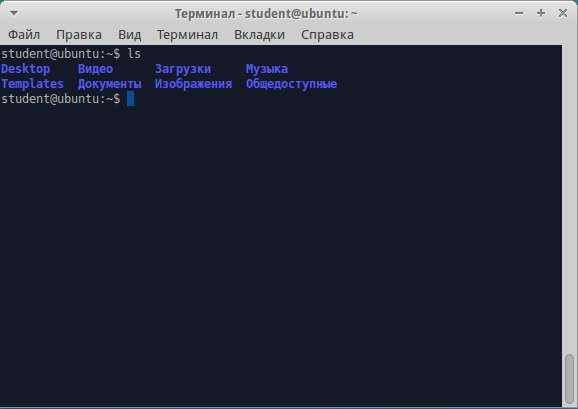 Терминал - student@ubuntu: ~
Файл Правка Вид Терминал Вкладки Справка
student@ubuntu:~$ ls
Desktop Видео Загрузки Музыка
Templates Документы Изображения Общедоступные
student@ubuntu:~$